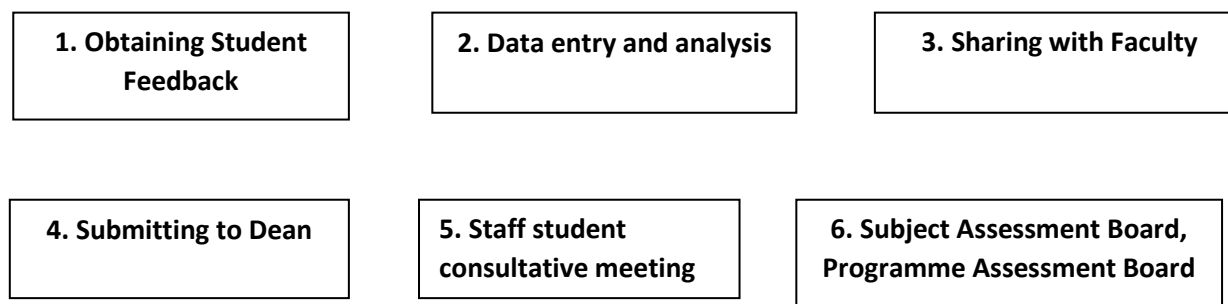 1. Obtaining Student
Feedback
2. Data entry and analysis
3. Sharing with Faculty
4. Submitting to Dean
5. Staff student
consultative meeting
6. Subject Assessment Board,
Programme Assessment Board